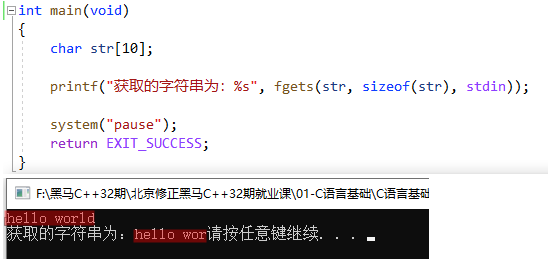 int main(void)
{
char str[10];
printf("获取的字符串为：%s", fgets(str, sizeof(str), stdin));
system("pause");
return EXIT_SUCCESS;
}
F:\黑马C++32期\北京修正黑马C++32期就业课\01-C语言基础\C语言基础
hello world
获取的字符串为：hello wor请按任意键继续. . .